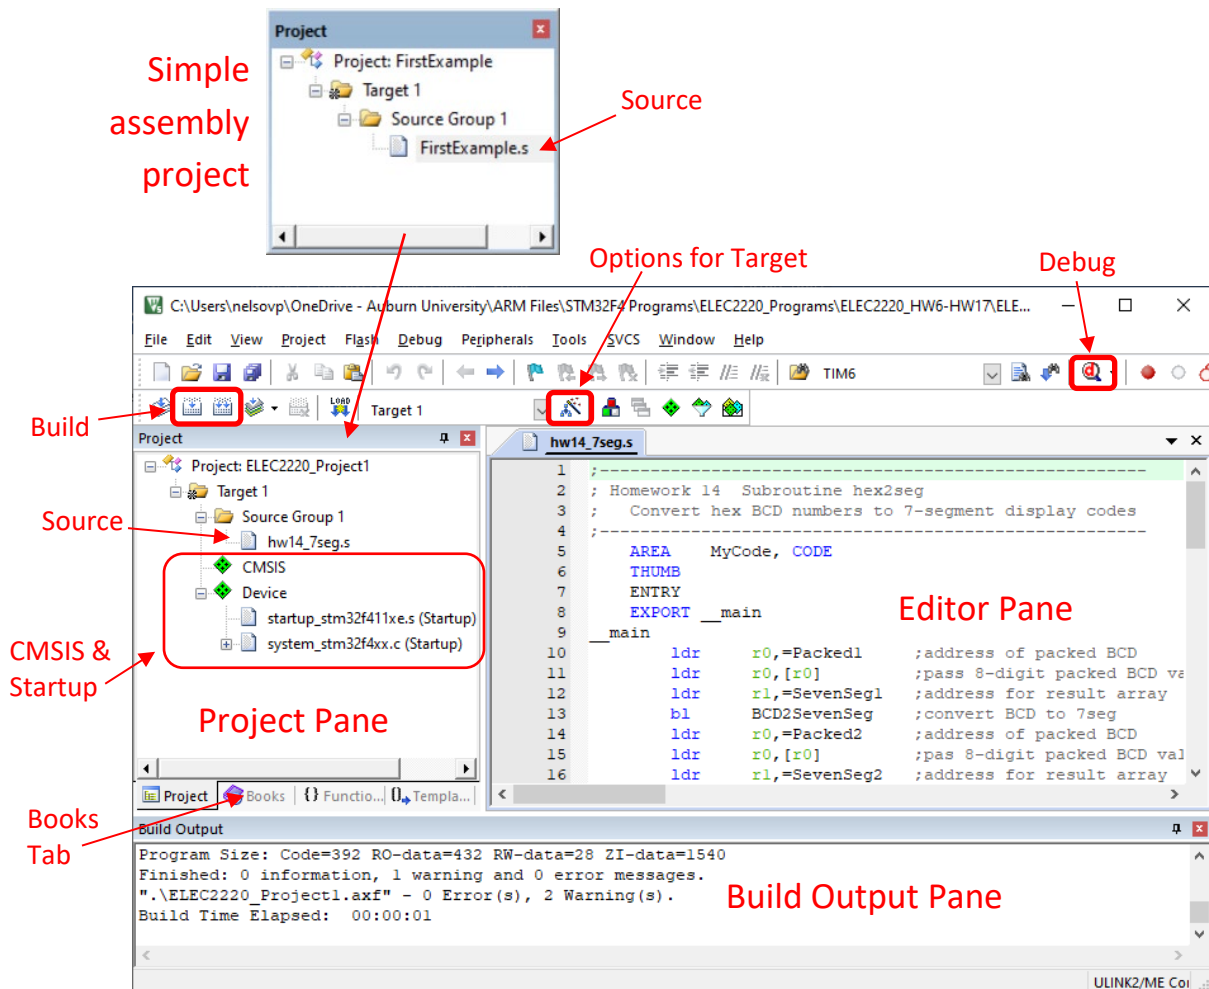 Project
Simple
assembly
project
Project: FirstExample
Target 1
Source Group 1
FirstExample.s
Source
Options for Target
Debug
C:\Users\nelsovp\OneDrive - Auburn University\ARM Files\STM32F4 Programs\ELEC2220_Programs\ELEC2220_HW6-HW17\ELE...
File Edit View Project Flash Debug Peripherals Tools SVCS Window Help
TIM6
Build
LOAD
Target 1
Project
hw14_7seg.s
Project: ELEC2220_Project1
Target 1
Source Group 1
Source
hw14_7seg.s
CMSIS
Device
startup_stm32f411xe.s (Startup)
system_stm32f4xx.c (Startup)
CMSIS &
Startup
Project Pane
1 ;----------------------------------------------------------
2 ; Homework 14 Subroutine hex2seg
3 ; Convert hex BCD numbers to 7-segment display codes
4 ;----------------------------------------------------------
5 AREA MyCode, CODE
6 THUMB
7 ENTRY
8 EXPORT __main
9 __main
10 ldr r0,=Packed1 ;address of packed BCD
11 ldr r0,[r0] ;pass 8-digit packed BCD va
12 ldr r1,=SevenSeg1 ;address for result array
13 bl BCD2SevenSeg ;convert BCD to 7seg
14 ldr r0,=Packed2 ;address of packed BCD
15 ldr r0,[r0] ;pas 8-digit packed BCD val
16 ldr r1,=SevenSeg2 ;address for result array
Editor Pane
Project Books {} Functio... 0 Templa...
Books
Tab
Build Output
Program Size: Code=392 RO-data=432 RW-data=28 ZI-data=1540
Finished: 0 information, 1 warning and 0 error messages.
".\ELEC2220_Project1.axf" - 0 Error(s), 2 Warning(s).
Build Time Elapsed: 00:00:01
Build Output Pane
ULINK2/ME Co